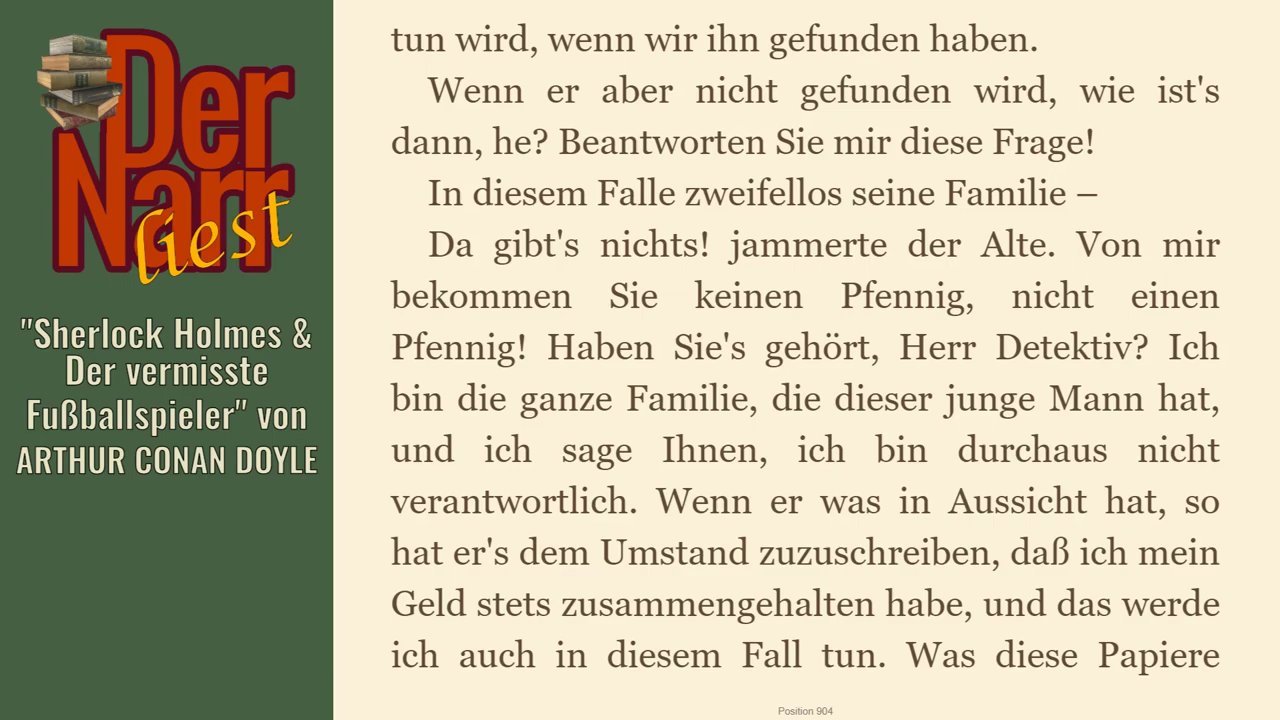 Der
Narr
liest
"Sherlock Holmes &
Der vermisste
Fußballspieler" von
ARTHUR CONAN DOYLE
tun wird, wenn wir ihn gefunden haben.
Wenn er aber nicht gefunden wird, wie ist's
dann, he? Beantworten Sie mir diese Frage!
In diesem Falle zweifellos seine Familie –
Da gibt's nichts! jammerte der Alte. Von mir
bekommen Sie keinen Pfennig, nicht einen
Pfennig! Haben Sie's gehört, Herr Detektiv? Ich
bin die ganze Familie, die dieser junge Mann hat,
und ich sage Ihnen, ich bin durchaus nicht
verantwortlich. Wenn er was in Aussicht hat, so
hat er's dem Umstand zuzuschreiben, daß ich mein
Geld stets zusammengehalten habe, und das werde
ich auch in diesem Fall tun. Was diese Papiere
Position 904